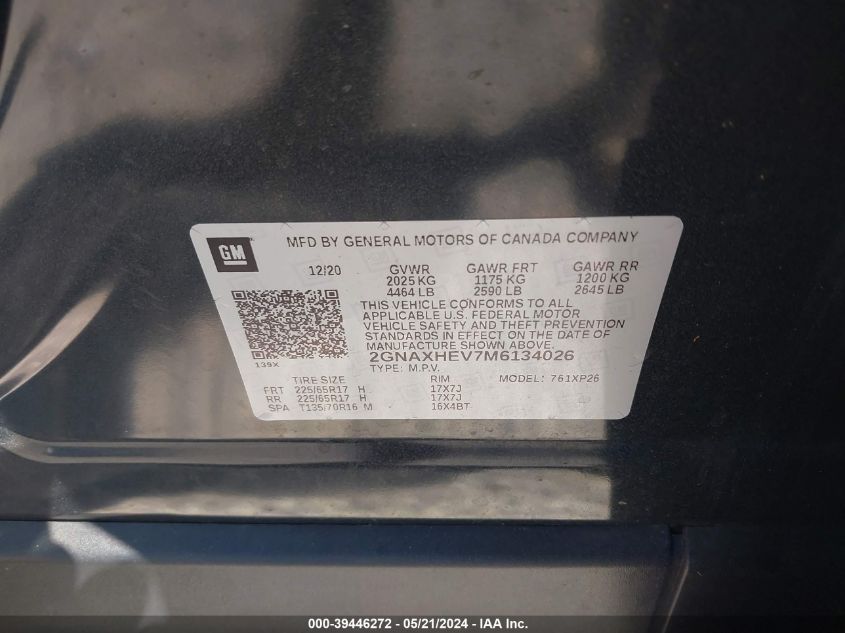 GM MFD BY GENERAL MOTORS OF CANADA COMPANY
12/20 GVWR GAWR FRT GAWR RR
2025 KG 1175 KG 1200 KG
4464 LB 2590 LB 2645 LB
THIS VEHICLE CONFORMS TO ALL
APPLICABLE U.S. FEDERAL MOTOR
VEHICLE SAFETY AND THEFT PREVENTION
STANDARDS IN EFFECT ON THE DATE OF
MANUFACTURE SHOWN ABOVE.
139X 2GNAXHEV7M6134026
TYPE: M.P.V.
TIRE SIZE RIM MODEL: 761XP26
FRT 225/65R17 H 17X7J
RR 225/65R17 H 17X7J
SPA T135/70R16 M 16X4BT
000-39446272 - 05/21/2024 - IAA Inc.